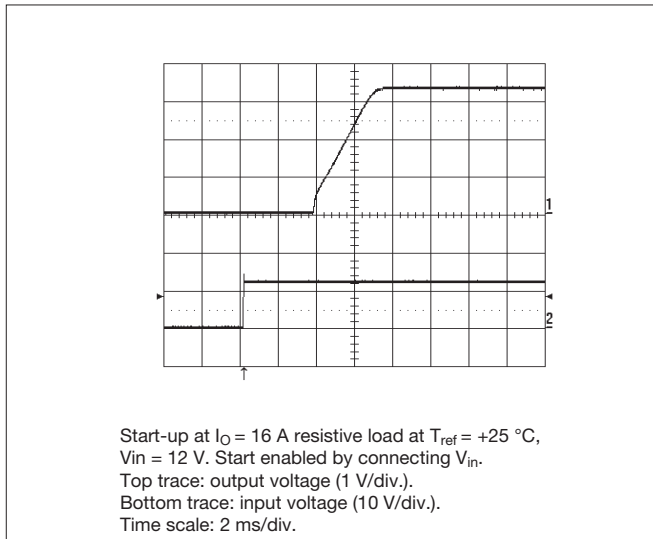 1
2
Start-up at IO = 16 A resistive load at Tref = +25 °C,
Vin = 12 V. Start enabled by connecting Vin.
Top trace: output voltage (1 V/div.).
Bottom trace: input voltage (10 V/div.).
Time scale: 2 ms/div.